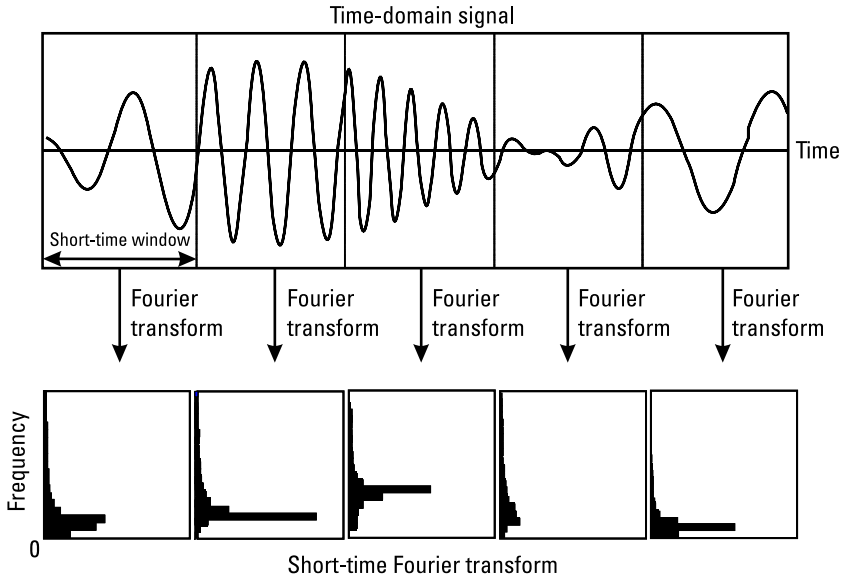 Time-domain signal
Time
Short-time window
Fourier
transform
Fourier
transform
Fourier
transform
Fourier
transform
Fourier
transform
Frequency
0
Short-time Fourier transform